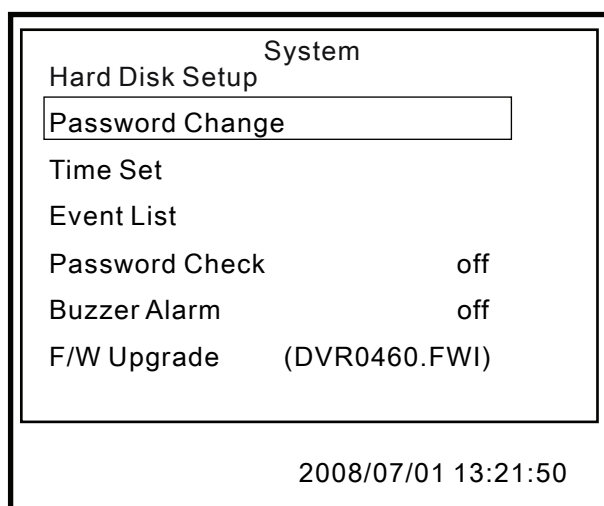 System
Hard Disk Setup
Password Change
Time Set
Event List
Password Check off
Buzzer Alarm off
F/W Upgrade (DVR0460.FWI)
2008/07/01 13:21:50